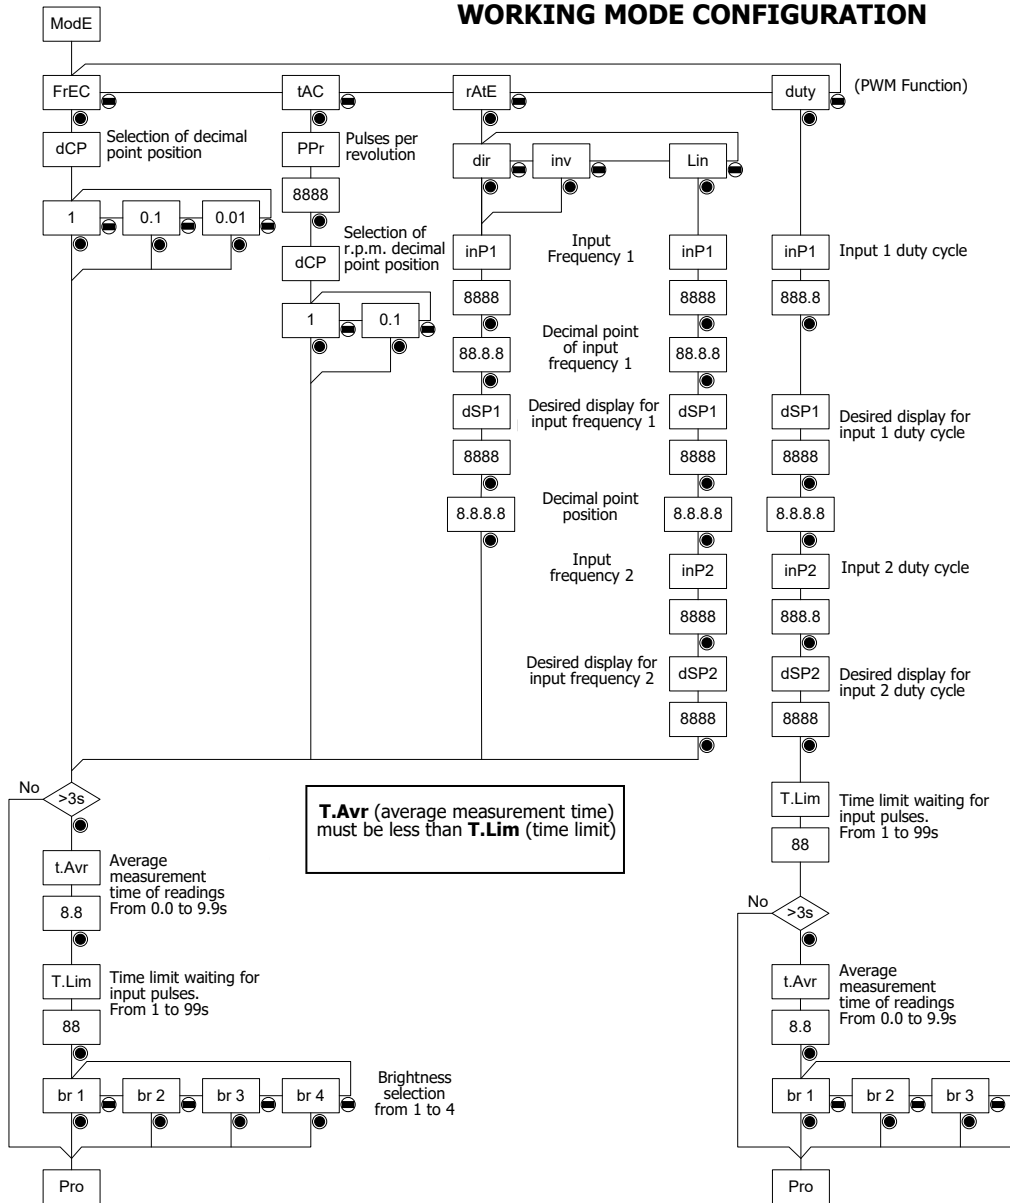 WORKING MODE CONFIGURATION
ModE
FrEC
tAC
rAtE
duty
(PWM Function)
dCP
Selection of decimal
point position
PPr
Pulses per
revolution
dir
inv
Lin
8888
1
0.1
0.01
Selection of
r.p.m. decimal
point position
dCP
inP1
Input
Frequency 1
inP1
inP1
Input 1 duty cycle
8888
8888
888.8
1
0.1
Decimal point
of input
frequency 1
88.8.8
88.8.8
dSP1
Desired display for
input frequency 1
dSP1
dSP1
Desired display for
input 1 duty cycle
8888
8888
8888
8.8.8.8
Decimal point
position
8.8.8.8
8.8.8.8
Input
frequency 2
inP2
inP2
Input 2 duty cycle
8888
888.8
Desired display for
input frequency 2
dSP2
dSP2
Desired display for
input 2 duty cycle
8888
8888
No
>3s
T.Avr (average measurement time)
must be less than T.Lim (time limit)
T.Lim
Time limit waiting for
input pulses.
From 1 to 99s
88
t.Avr
Average
measurement
time of readings
From 0.0 to 9.9s
8.8
No
>3s
T.Lim
Time limit waiting for
input pulses.
From 1 to 99s
88
t.Avr
Average
measurement
time of readings
From 0.0 to 9.9s
8.8
br 1
br 2
br 3
br 4
Brightness
selection
from 1 to 4
br 1
br 2
br 3
Pro
Pro